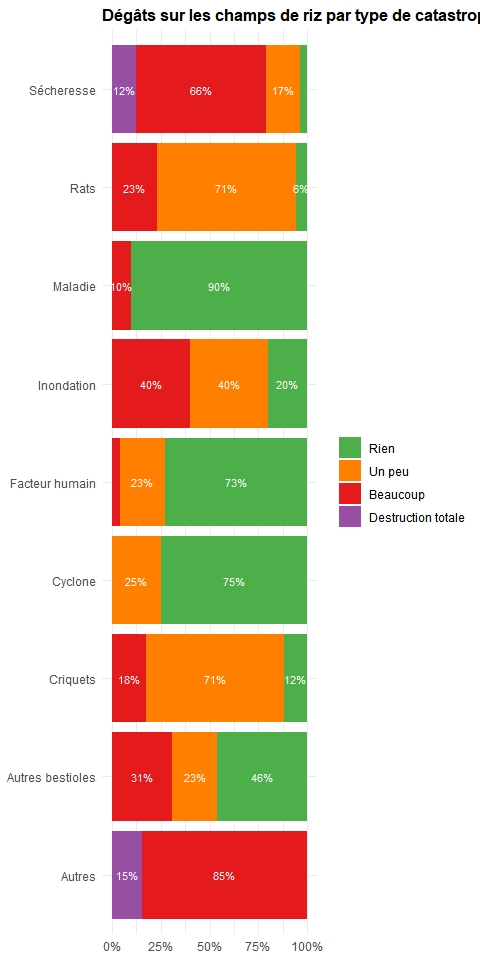 Dégâts sur les champs de riz par type de catastrop
Sécheresse 12% 66% 17%
Rats 23% 71% 6%
Maladie 10% 90%
Inondation 40% 40% 20%
Rien
Un peu
Beaucoup
Destruction totale
Facteur humain 23% 73%
Cyclone 25% 75%
Criquets 18% 71% 12%
Autres bestioles 31% 23% 46%
Autres 15% 85%
0% 25% 50% 75% 100%